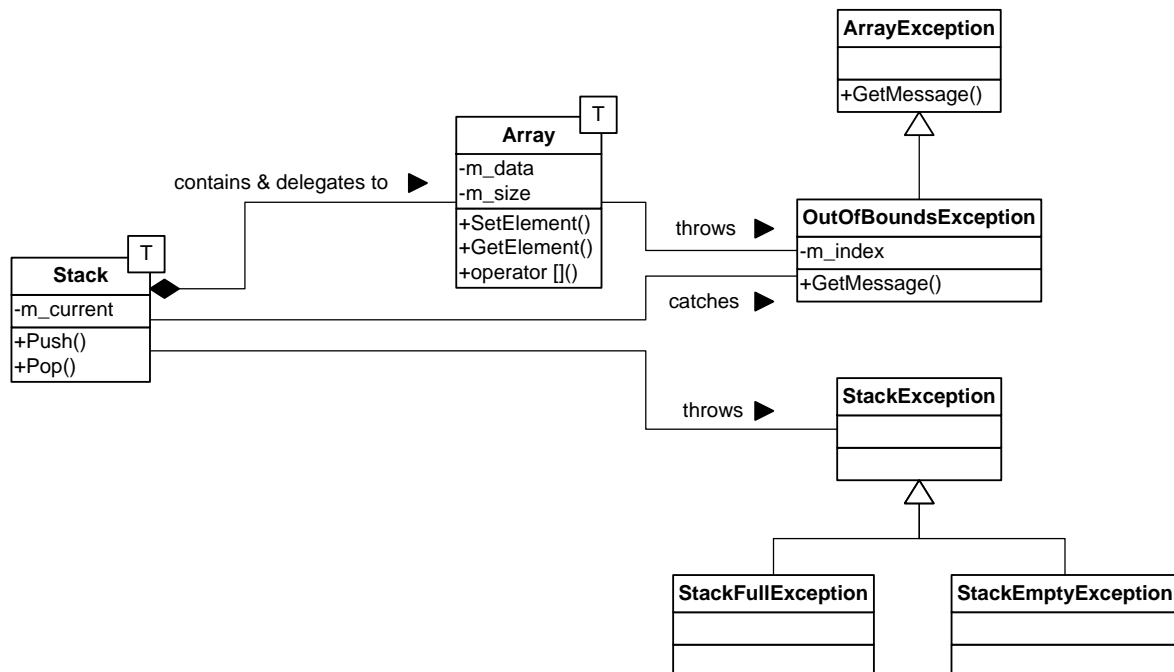 ArrayException
+GetMessage()
T
Array
-m_data
-m_size
+SetElement()
+GetElement()
+operator []()
contains & delegates to
throws
OutOfBoundsException
-m_index
+GetMessage()
T
Stack
-m_current
+Push()
+Pop()
catches
throws
StackException
StackFullException
StackEmptyException